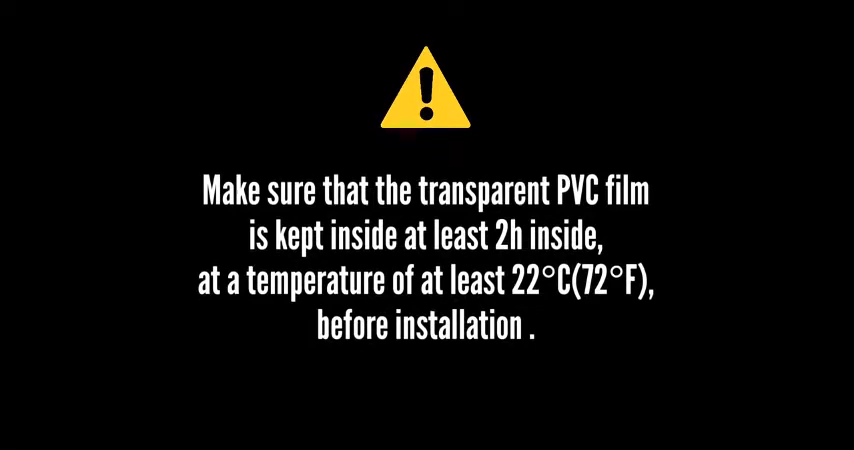 Make sure that the transparent PVC film
is kept inside at least 2h inside,
at a temperature of at least 22°C(72°F),
before installation .